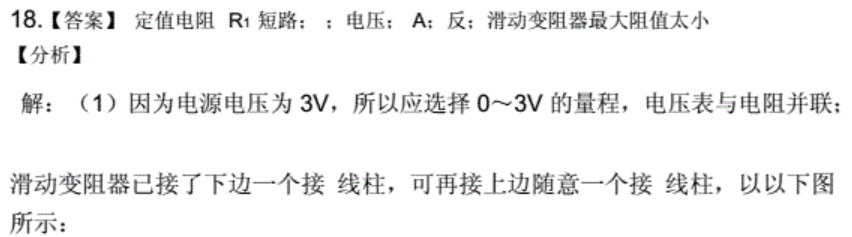 18.【答案】 定值电阻 R1 短路; ;电压; A;反;滑动变阻器最大阻值太小
【分析】
解:(1)因为电源电压为 3V,所以应选择 0～3V 的量程,电压表与电阻并联;
滑动变阻器已接了下边一个接 线柱,可再接上边随意一个接 线柱,以以下图
所示: